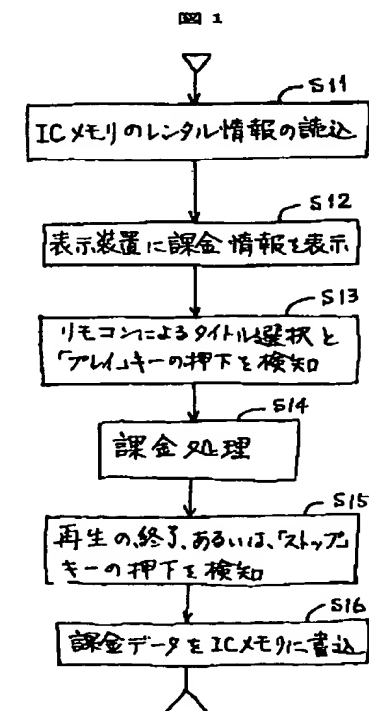 図 1
S11
ICメモリのレンタル情報の読込
S12
表示装置に課金情報を表示
S13
リモコンによるタイトル選択と
「プレイ」キーの押下を検知
S14
課金処理
S15
再生の終了、あるいは、「ストップ」
キーの押下を検知
S16
課金データをICメモリに書込